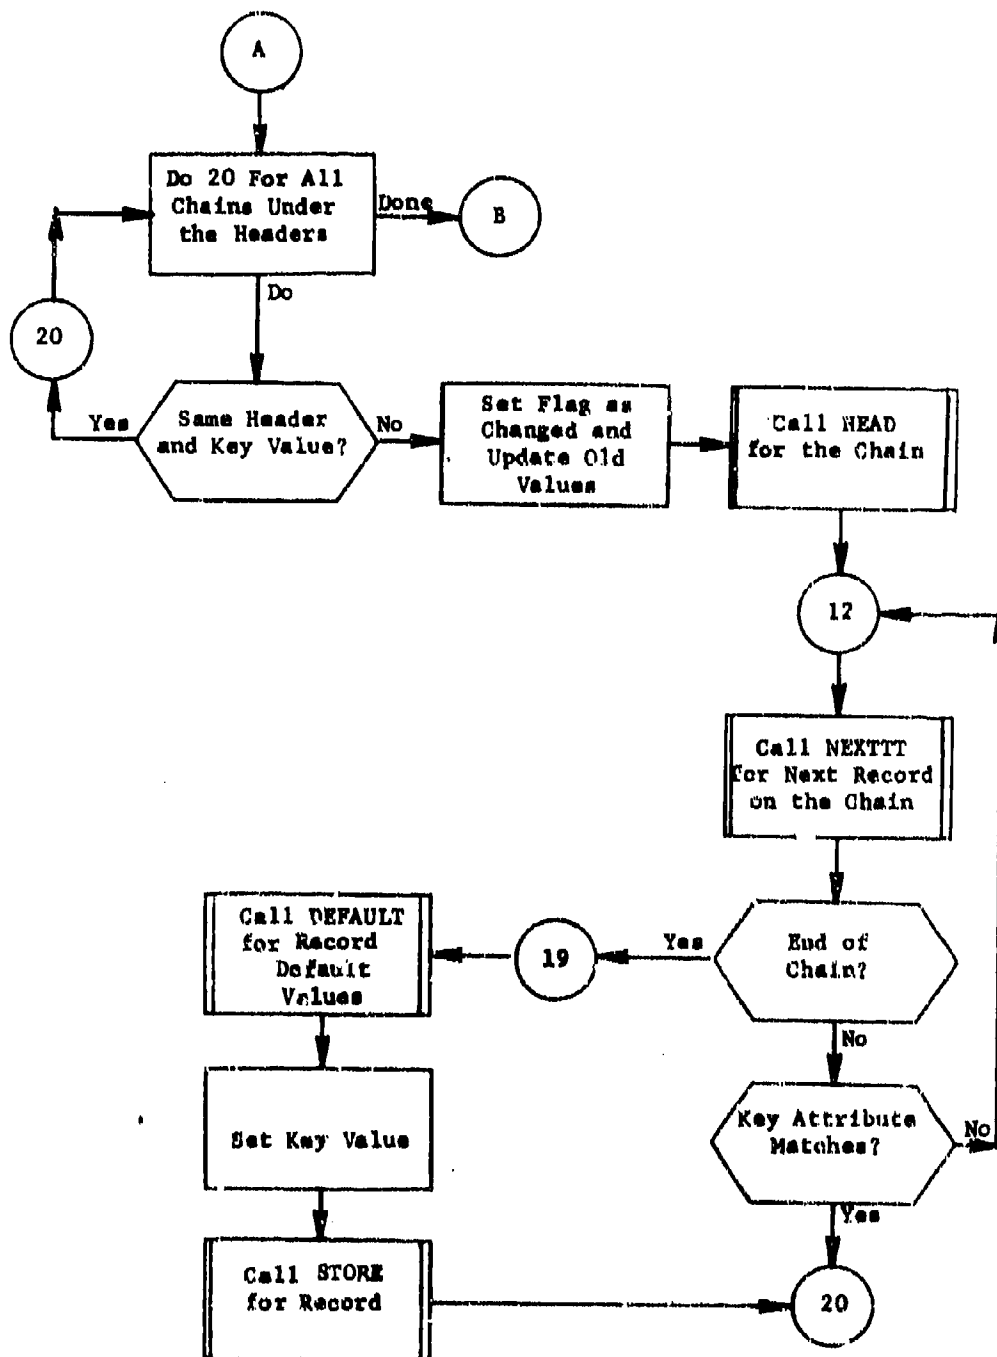 A
Do 20 For All
Chains Under
the Headers
Done
B
Do
20
Yes
Same Header
and Key Value?
No
Set Flag as
Changed and
Update Old
Values
Call HEAD
for the Chain
12
Call NEXTTT
for Next Record
on the Chain
End of
Chain?
Yes
19
Call DEFAULT
for Record
Default
Values
No
Set Key Value
Key Attribute
Matches?
No
Yes
Call STORE
for Record
20